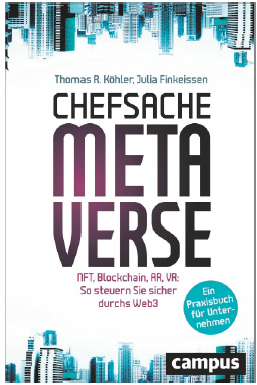 Thomas R. Köhler, Julia Finkeissen
CHEFSACHE
META
VERSE
NFT, Blockchain, AR, VR:
So steuern Sie sicher
durchs Web3
Ein
Praxisbuch
für Unter-
nehmen
campus